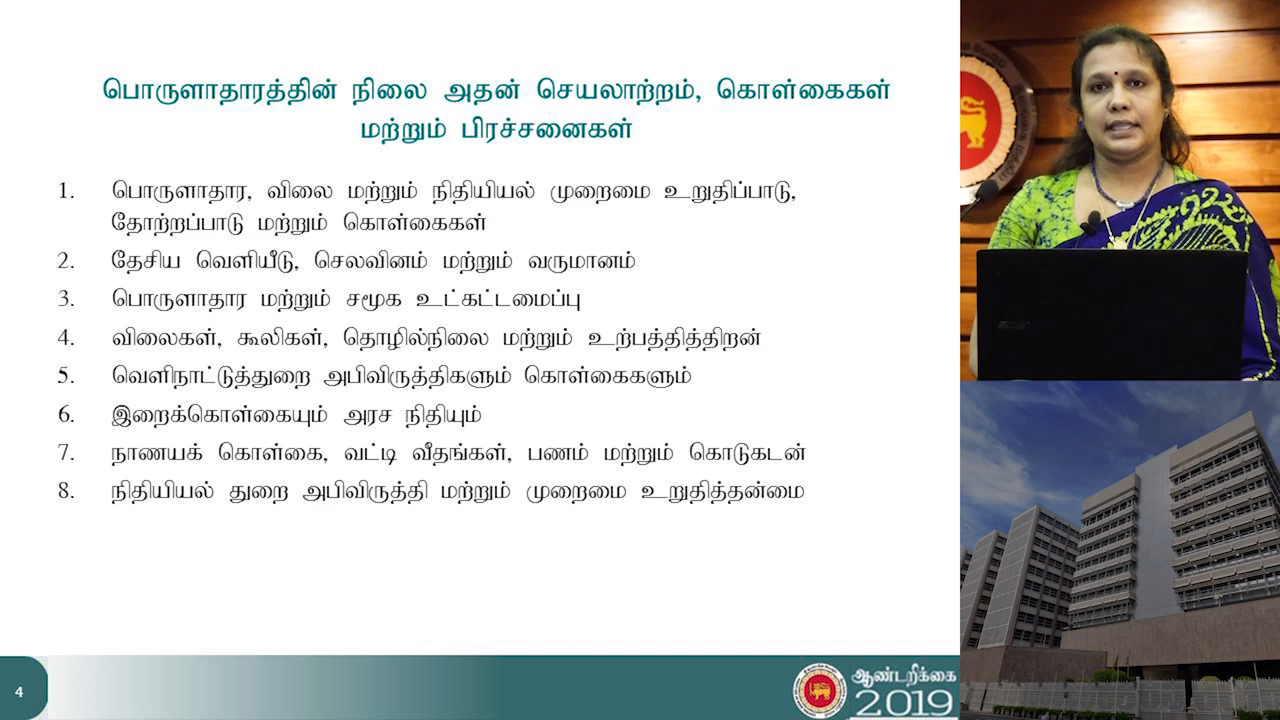 பொருளாதாரத்தின் நிலை அதன் செயலாற்றம், கொள்கைகள்
மற்றும் பிரச்சனைகள்
1. பொருளாதார, விலை மற்றும் நிதியியல் முறைமை உறுதிப்பாடு,
தோற்றப்பாடு மற்றும் கொள்கைகள்
2. தேசிய வெளியீடு, செலவினம் மற்றும் வருமானம்
3. பொருளாதார மற்றும் சமூக உட்கட்டமைப்பு
4. விலைகள், கூலிகள், தொழில்நிலை மற்றும் உற்பத்தித்திறன்
5. வெளிநாட்டுத்துறை அபிவிருத்திகளும் கொள்கைகளும்
6. இறைக்கொள்கையும் அரச நிதியும்
7. நாணயக் கொள்கை, வட்டி வீதங்கள், பணம் மற்றும் கொடுகடன்
8. நிதியியல் துறை அபிவிருத்தி மற்றும் முறைமை உறுதித்தன்மை
4
ஆண்டறிக்கை
2019